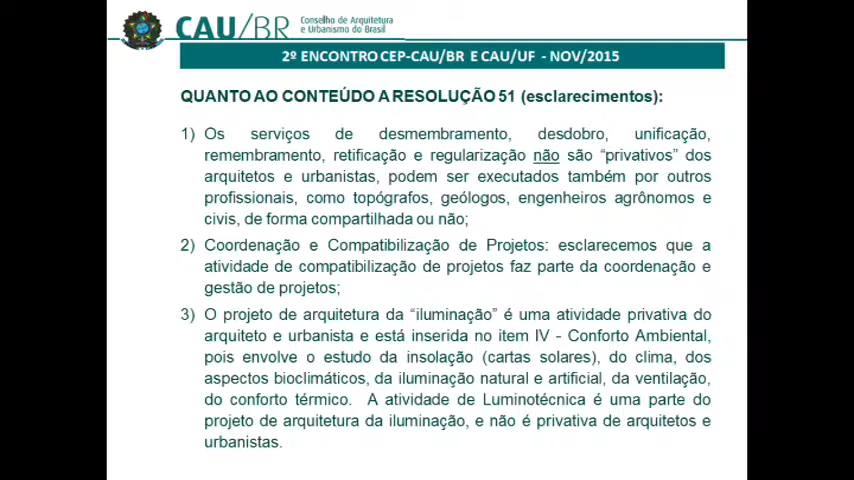 CAU/BR Conselho de Arquitetura
e Urbanismo do Brasil
2º ENCONTRO CEP-CAU/BR E CAU/UF - NOV/2015
QUANTO AO CONTEÚDO A RESOLUÇÃO 51 (esclarecimentos):
1) Os serviços de desmembramento, desdobro, unificação,
remembramento, retificação e regularização não são “privativos” dos
arquitetos e urbanistas, podem ser executados também por outros
profissionais, como topógrafos, geólogos, engenheiros agrônomos e
civis, de forma compartilhada ou não;
2) Coordenação e Compatibilização de Projetos: esclarecemos que a
atividade de compatibilização de projetos faz parte da coordenação e
gestão de projetos;
3) O projeto de arquitetura da “iluminação” é uma atividade privativa do
arquiteto e urbanista e está inserida no item IV - Conforto Ambiental,
pois envolve o estudo da insolação (cartas solares), do clima, dos
aspectos bioclimáticos, da iluminação natural e artificial, da ventilação,
do conforto térmico. A atividade de Luminotécnica é uma parte do
projeto de arquitetura da iluminação, e não é privativa de arquitetos e
urbanistas.